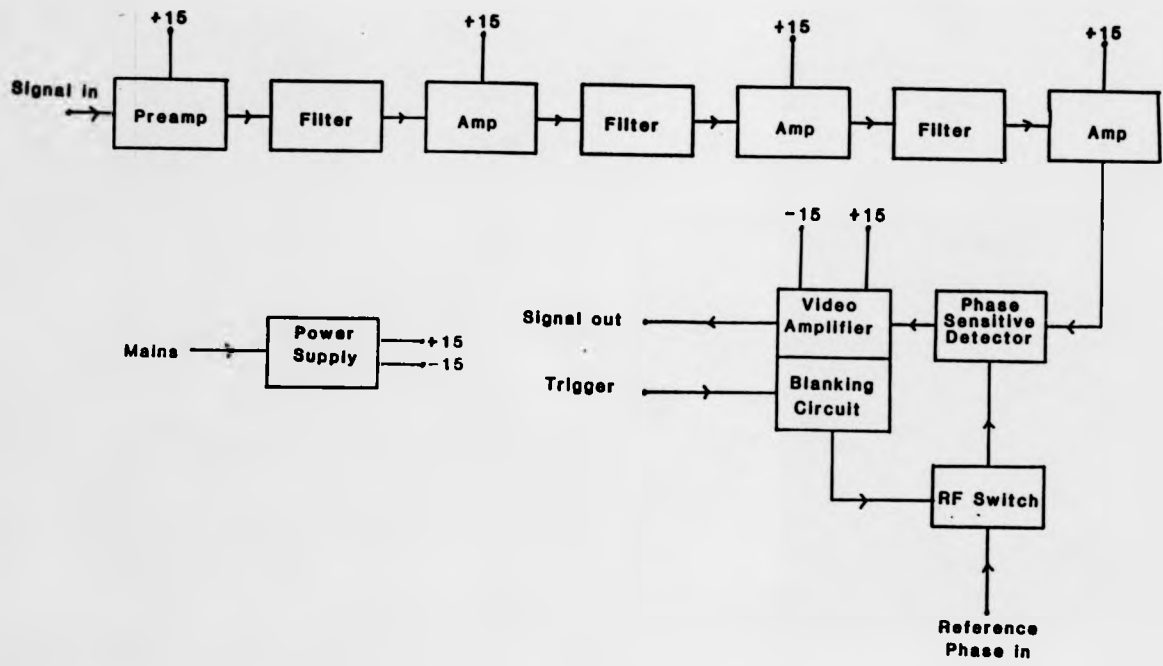 +15
+15
+15
+15
Signal in
Preamp
Filter
Amp
Filter
Amp
Filter
Amp
-15
+15
Signal out
Video
Amplifier
Phase
Sensitive
Detector
Mains
Power
Supply
+15
-15
Trigger
Blanking
Circuit
RF Switch
Reference
Phase in